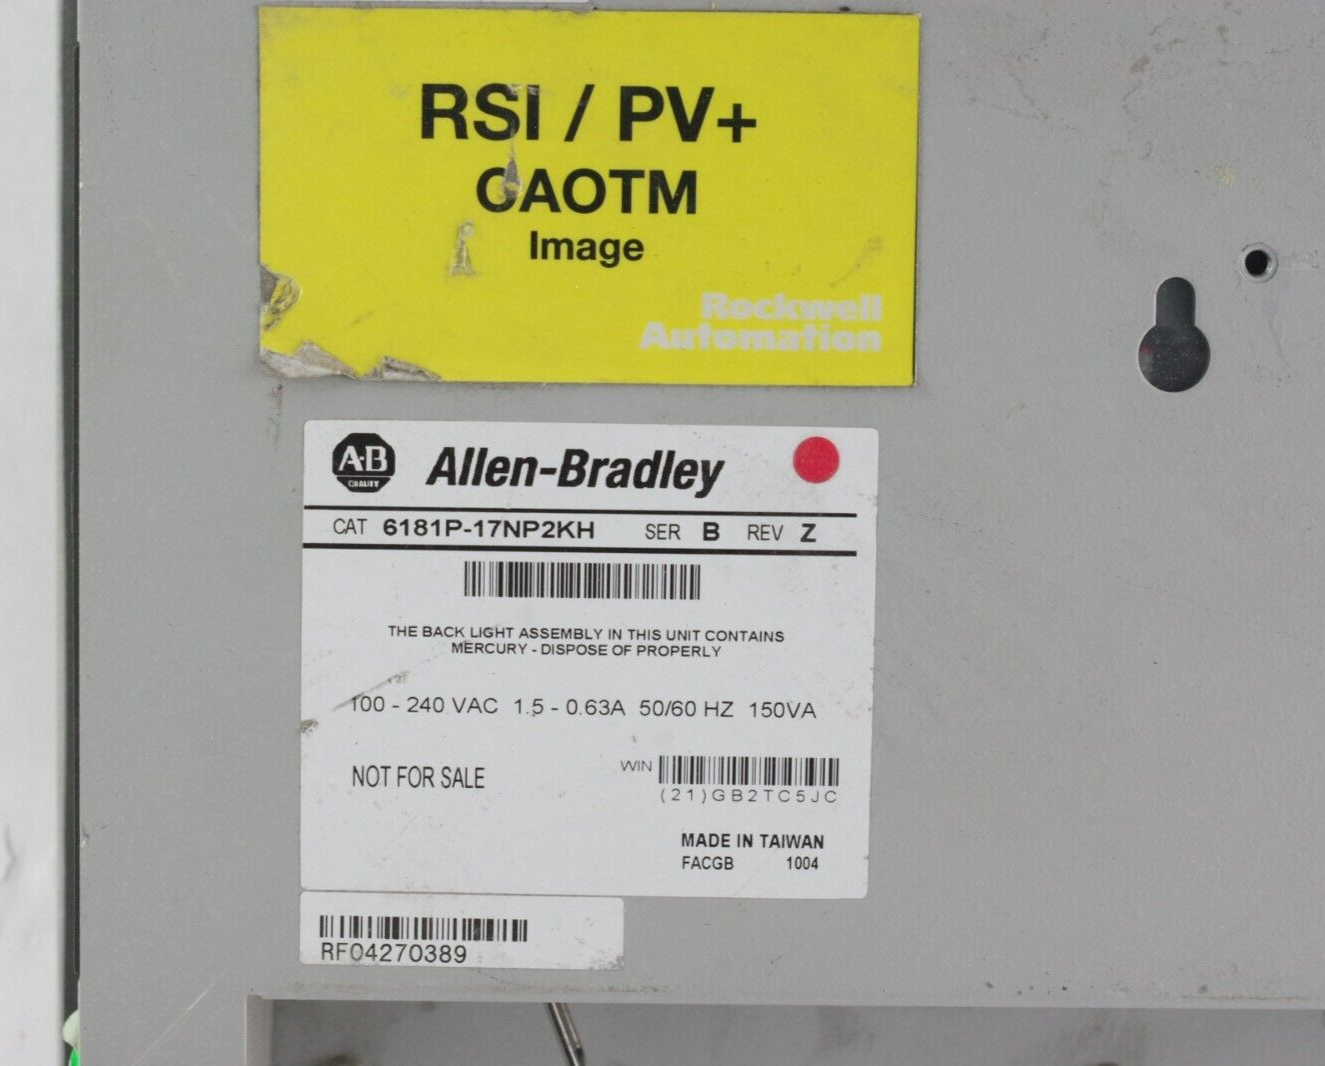 RSI / PV+
CAOTM
Image
Rockwell
Automation
A-B
QUALITY
Allen-Bradley
CAT 6181P-17NP2KH SER B REV Z
THE BACK LIGHT ASSEMBLY IN THIS UNIT CONTAINS
MERCURY - DISPOSE OF PROPERLY
100 - 240 VAC 1.5 - 0.63A 50/60 HZ 150VA
NOT FOR SALE
WIN
(21)GB2TC5JC
MADE IN TAIWAN
FACGB 1004
RF04270389